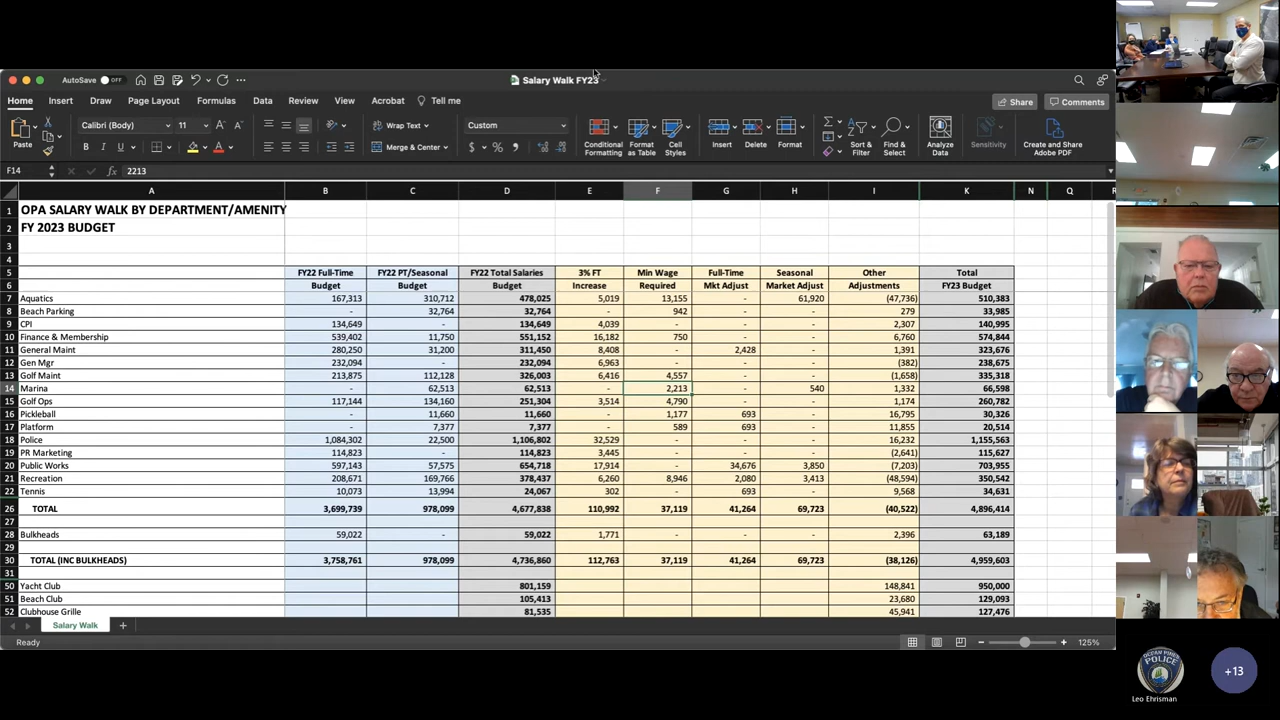 AutoSave OFF
Salary Walk FY23
Home Insert Draw Page Layout Formulas Data Review View Acrobat Tell me
Share Comments
Paste
Calibri (Body) 11
Wrap Text
Merge & Center
Custom
Conditional Formatting
Format as Table
Cell Styles
Insert Delete Format
Sort & Filter
Find & Select
Analyze Data
Sensitivity
Create and Share Adobe PDF
F14 fx 2213
A B C D E F G H I K N Q R
1 OPA SALARY WALK BY DEPARTMENT/AMENITY
2 FY 2023 BUDGET
3
4
5 FY22 Full-Time FY22 PT/Seasonal FY22 Total Salaries 3% FT Min Wage Full-Time Seasonal Other Total
6 Budget Budget Budget Increase Required Mkt Adjust Market Adjust Adjustments FY23 Budget
7 Aquatics 167,313 310,712 478,025 5,019 13,155 - 61,920 (47,736) 510,383
8 Beach Parking - 32,764 32,764 - 942 - - 279 33,985
9 CPI 134,649 - 134,649 4,039 - - - 2,307 140,995
10 Finance & Membership 539,402 11,750 551,152 16,182 750 - - 6,760 574,844
11 General Maint 280,250 31,200 311,450 8,408 - 2,428 - 1,391 323,676
12 Gen Mgr 232,094 - 232,094 6,963 - - - (382) 238,675
13 Golf Maint 213,875 112,128 326,003 6,416 4,557 - - (1,658) 335,318
14 Marina - 62,513 62,513 - 2,213 - 540 1,332 66,598
15 Golf Ops 117,144 134,160 251,304 3,514 4,790 - - 1,174 260,782
16 Pickleball - 11,660 11,660 - 1,177 693 - 16,795 30,326
17 Platform - 7,377 7,377 - 589 693 - 11,855 20,514
18 Police 1,084,302 22,500 1,106,802 32,529 - - - 16,232 1,155,563
19 PR Marketing 114,823 - 114,823 3,445 - - - (2,641) 115,627
20 Public Works 597,143 57,575 654,718 17,914 - 34,676 3,850 (7,203) 703,955
21 Recreation 208,671 169,766 378,437 6,260 8,946 2,080 3,413 (48,594) 350,542
22 Tennis 10,073 13,994 24,067 302 - 693 - 9,568 34,631
26 TOTAL 3,699,739 978,099 4,677,838 110,992 37,119 41,264 69,723 (40,522) 4,896,414
27
28 Bulkheads 59,022 - 59,022 1,771 - - - 2,396 63,189
29
30 TOTAL (INC BULKHEADS) 3,758,761 978,099 4,736,860 112,763 37,119 41,264 69,723 (38,126) 4,959,603
31
50 Yacht Club 801,159 148,841 950,000
51 Beach Club 105,413 23,680 129,093
52 Clubhouse Grille 81,535 45,941 127,476
Salary Walk
Ready
125%
OCEAN PINES
POLICE
Leo Ehrisman
+13